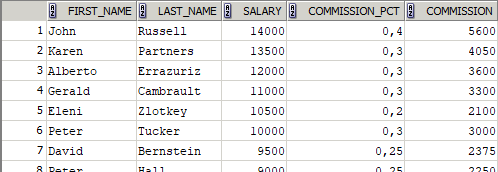 FIRST_NAME LAST_NAME SALARY COMMISSION_PCT COMMISSION
1 John Russell 14000 0,4 5600
2 Karen Partners 13500 0,3 4050
3 Alberto Errazuriz 12000 0,3 3600
4 Gerald Cambrault 11000 0,3 3300
5 Eleni Zlotkey 10500 0,2 2100
6 Peter Tucker 10000 0,3 3000
7 David Bernstein 9500 0,25 2375
8 Peter Hall 9000 0,25 2250